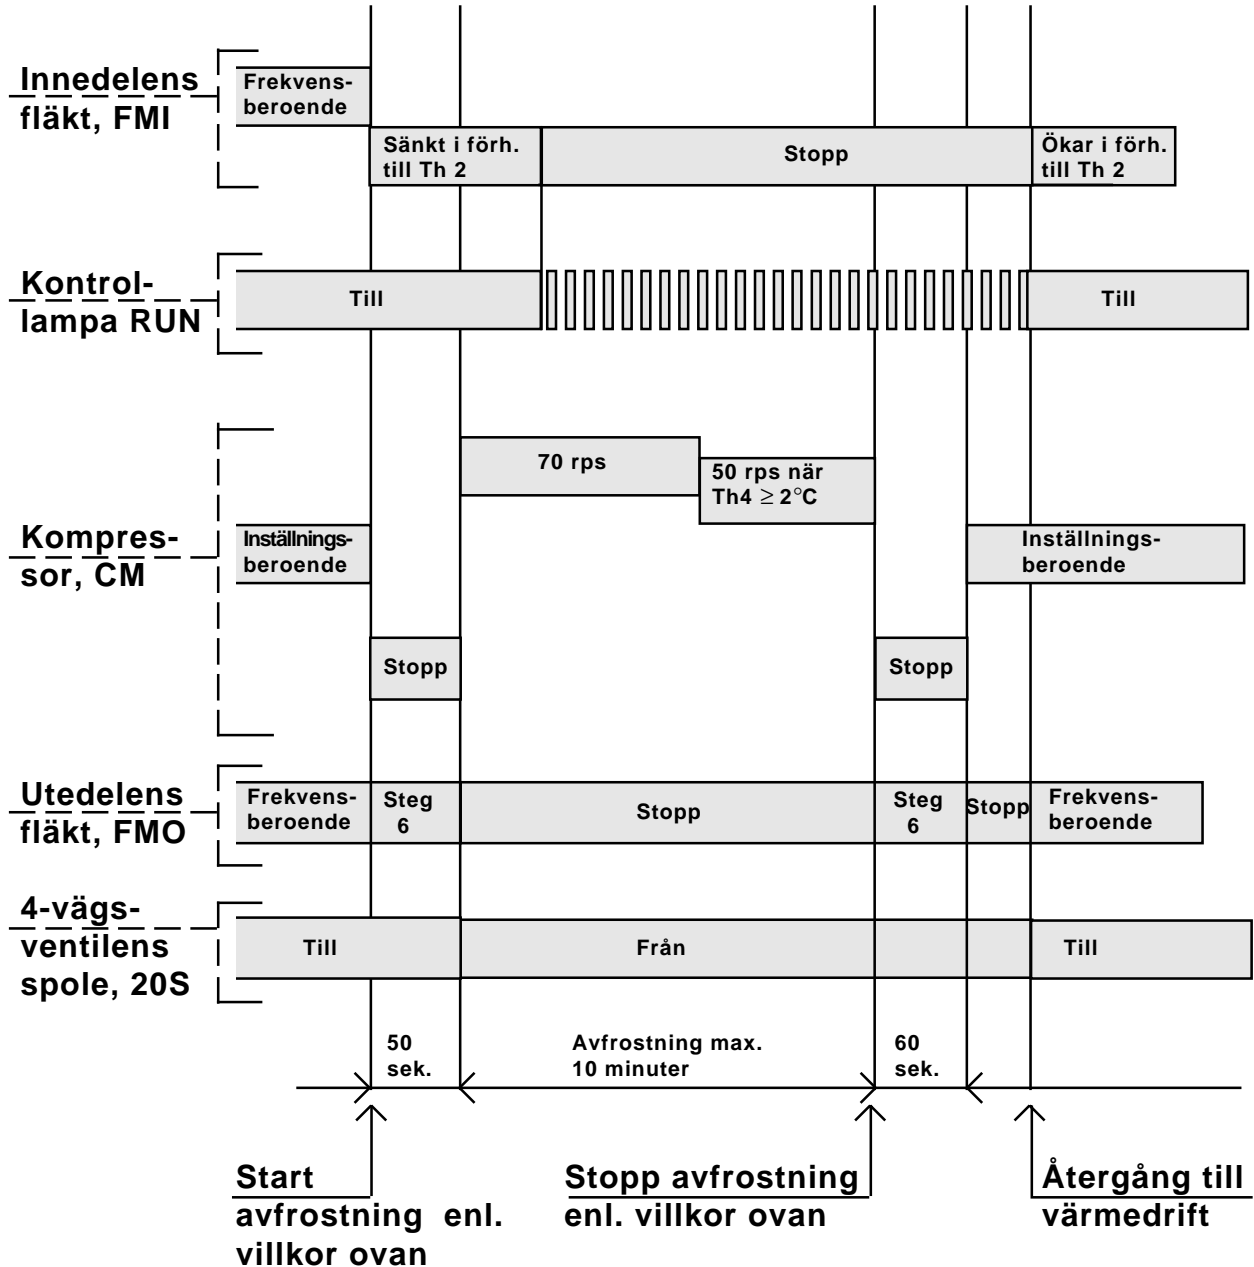 Innedelens
fläkt, FMI
Frekvens-
beroende
Sänkt i förh.
till Th 2
Stopp
Ökar i förh.
till Th 2
Kontrol-
lampa RUN
Till
Till
Kompres-
sor, CM
Inställnings-
beroende
Stopp
70 rps
50 rps när
Th4 ≥ 2°C
Stopp
Inställnings-
beroende
Utedelens
fläkt, FMO
Frekvens-
beroende
Steg
6
Stopp
Steg
6
Stopp
Frekvens-
beroende
4-vägs-
ventilens
spole, 20S
Till
Från
Till
50
sek.
Avfrostning max.
10 minuter
60
sek.
Start
avfrostning enl.
villkor ovan
Stopp avfrostning
enl. villkor ovan
Återgång till
värmedrift